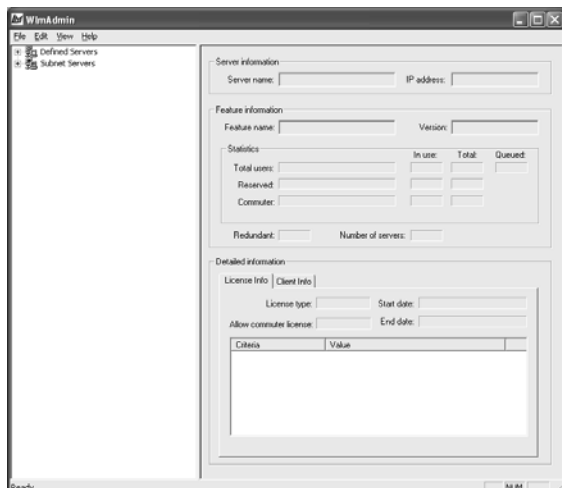 WlmAdmin
File Edit View Help
Defined Servers
Subnet Servers
Server information
Server name: IP address:
Feature information
Feature name: Version:
Statistics In use: Total: Queued:
Total users:
Reserved:
Commuter:
Redundant: Number of servers:
Detailed information
License Info Client Info
License type: Start date:
Allow commuter license: End date:
Criteria Value
Ready NUM